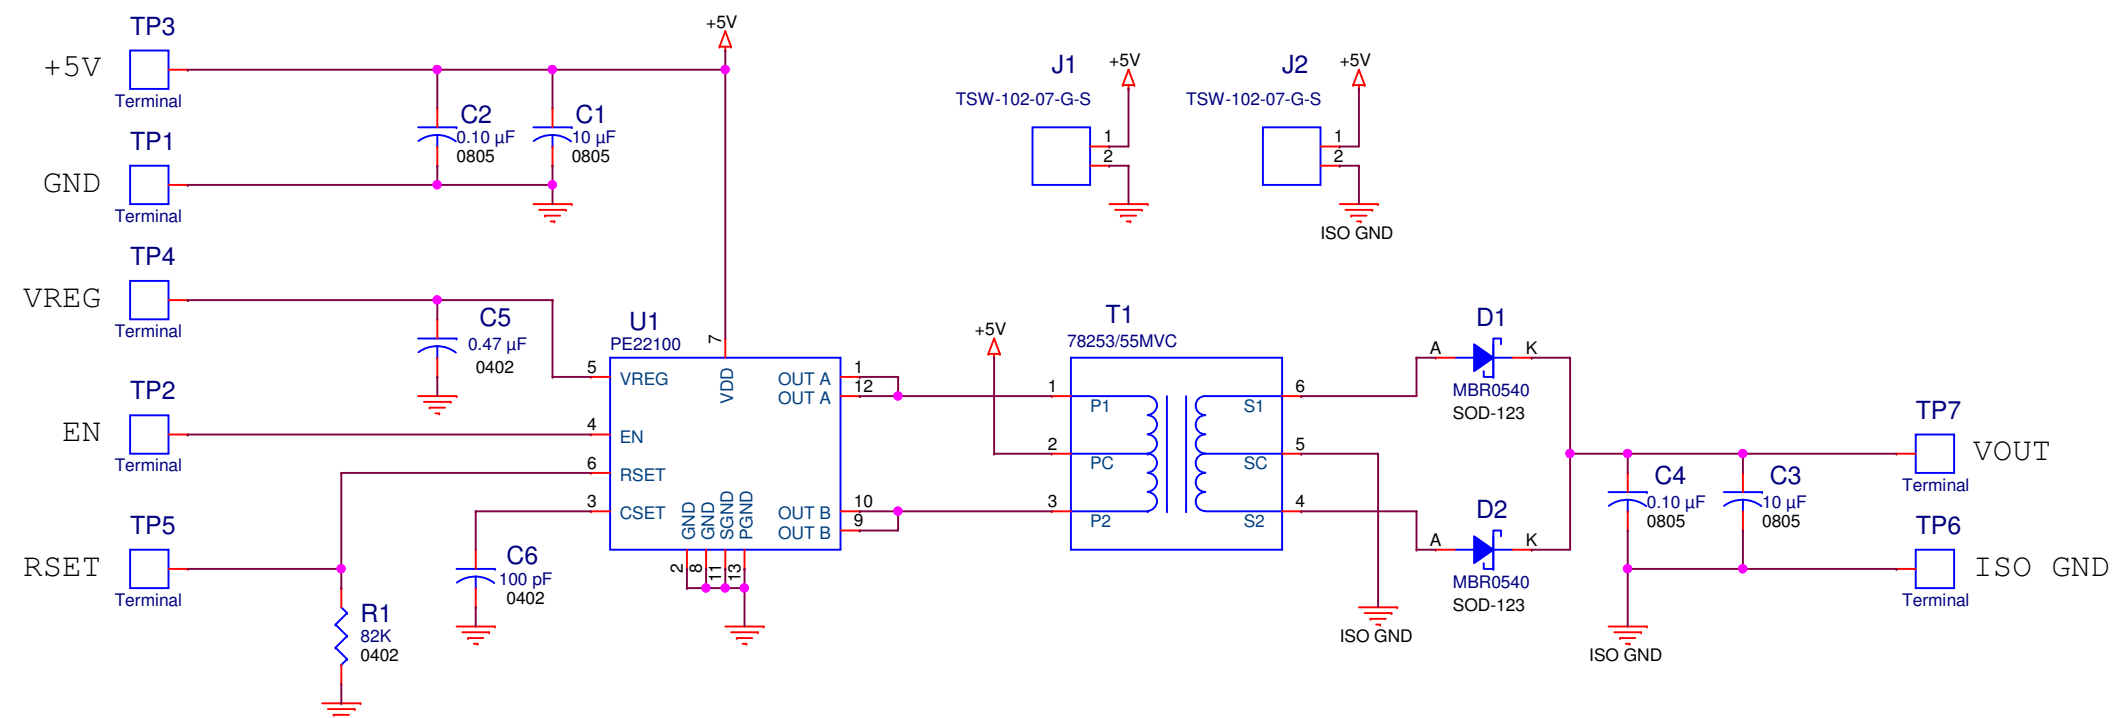 TP3
+5V
Terminal
TP1
GND
Terminal
TP4
VREG
Terminal
TP2
EN
Terminal
TP5
RSET
Terminal
C2
0.10 µF
0805
C1
10 µF
0805
+5V
C5
0.47 µF
0402
C6
100 pF
0402
R1
82K
0402
U1
PE22100
7
VDD
5
VREG
4
EN
6
RSET
3
CSET
1
OUT A
12
OUT A
10
OUT B
9
OUT B
GND
GND
SGND
PGND
2
8
11
13
J1
+5V
TSW-102-07-G-S
1
2
J2
+5V
TSW-102-07-G-S
1
2
ISO GND
+5V
T1
78253/55MVC
1
P1
2
PC
3
P2
6
S1
5
SC
4
S2
ISO GND
D1
A
K
MBR0540
SOD-123
D2
A
K
MBR0540
SOD-123
C4
0.10 µF
0805
C3
10 µF
0805
ISO GND
TP7
VOUT
Terminal
TP6
ISO GND
Terminal